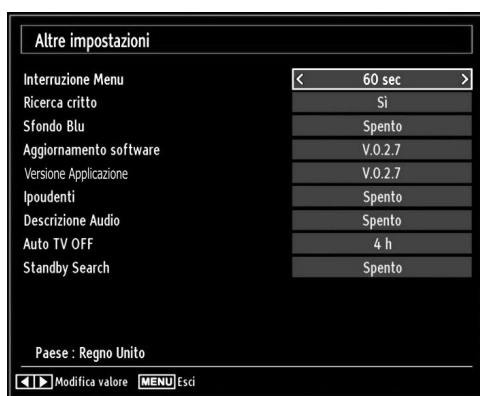 Altre impostazioni
Interruzione Menu < 60 sec >
Ricerca critto Sì
Sfondo Blu Spento
Aggiornamento software V.0.2.7
Versione Applicazione V.0.2.7
Ipoudenti Spento
Descrizione Audio Spento
Auto TV OFF 4 h
Standby Search Spento
Paese : Regno Unito
Modifica valore MENU Esci